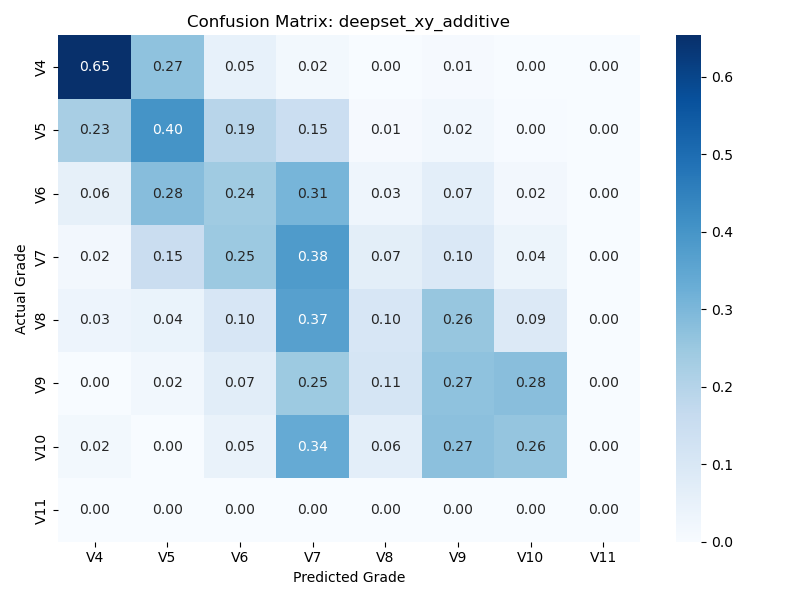 Confusion Matrix: deepset_xy_additive
V4 0.65 0.27 0.05 0.02 0.00 0.01 0.00 0.00
V5 0.23 0.40 0.19 0.15 0.01 0.02 0.00 0.00
V6 0.06 0.28 0.24 0.31 0.03 0.07 0.02 0.00
V7 0.02 0.15 0.25 0.38 0.07 0.10 0.04 0.00
V8 0.03 0.04 0.10 0.37 0.10 0.26 0.09 0.00
V9 0.00 0.02 0.07 0.25 0.11 0.27 0.28 0.00
V10 0.02 0.00 0.05 0.34 0.06 0.27 0.26 0.00
V11 0.00 0.00 0.00 0.00 0.00 0.00 0.00 0.00
V4 V5 V6 V7 V8 V9 V10 V11
Predicted Grade
Actual Grade
0.6
0.5
0.4
0.3
0.2
0.1
0.0